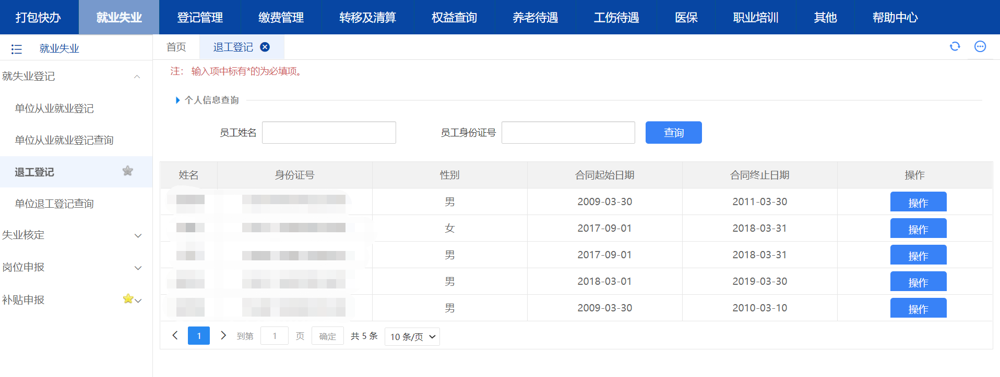 打包快办 就业失业 登记管理 缴费管理 转移及清算 权益查询 养老待遇 工伤待遇 医保 职业培训 其他 帮助中心
就业失业
首页 退工登记
注： 输入项中标有*的为必填项。
就失业登记
单位从业就业登记
单位从业就业登记查询
退工登记
单位退工登记查询
失业核定
岗位申报
补贴申报
个人信息查询
员工姓名 员工身份证号 查询
姓名 身份证号 性别 合同起始日期 合同终止日期 操作
男 2009-03-30 2011-03-30 操作
女 2017-09-01 2018-03-31 操作
男 2017-09-01 2018-03-31 操作
男 2018-03-01 2019-03-30 操作
男 2009-03-30 2010-03-10 操作
1 到第 1 页 确定 共 5 条 10 条/页